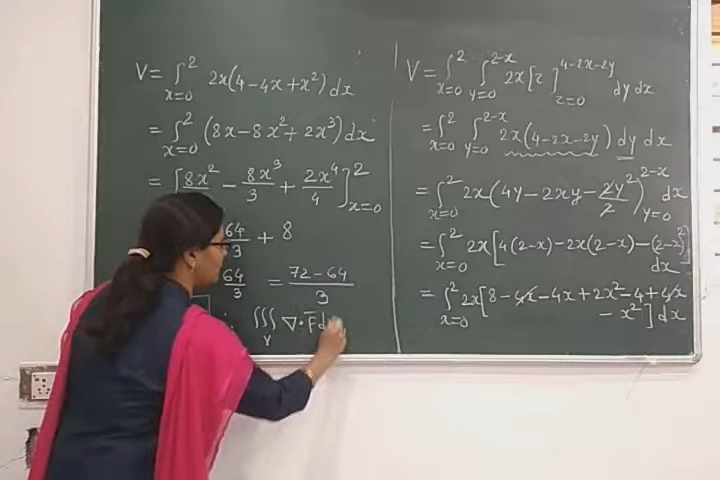 V = ∫_{x=0}^{2} 2x(4-4x+x²) dx
= ∫_{x=0}^{2} (8x-8x²+2x³) dx
= [8x²/ - 8x³/3 + 2x⁴/4]_{x=0}^{2}
64/3 + 8
64/3 = 72-64/3
∴ ∭_V ∇·F̅ d
V = ∫_{x=0}^{2} ∫_{y=0}^{2-x} 2x[z]_{z=0}^{4-2x-2y} dy dx
= ∫_{x=0}^{2} ∫_{y=0}^{2-x} 2x(4-2x-2y) dy dx
= ∫_{x=0}^{2} 2x(4y-2xy-2y²/2)_{y=0}^{2-x} dx
= ∫_{x=0}^{2} 2x[4(2-x)-2x(2-x)-(2-x)²] dx
= ∫_{x=0}^{2} 2x[8-4x-4x+2x²-4+4x
-x²] dx